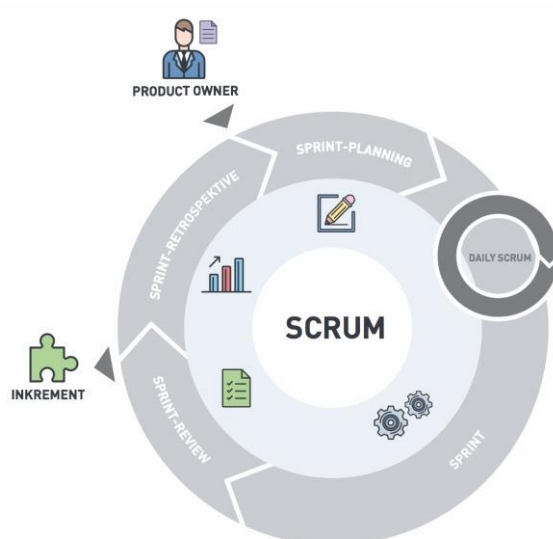 PRODUCT OWNER
SPRINT-PLANNING
SPRINT-RETROSPEKTIVE
DAILY SCRUM
SCRUM
INKREMENT
SPRINT-REVIEW
SPRINT